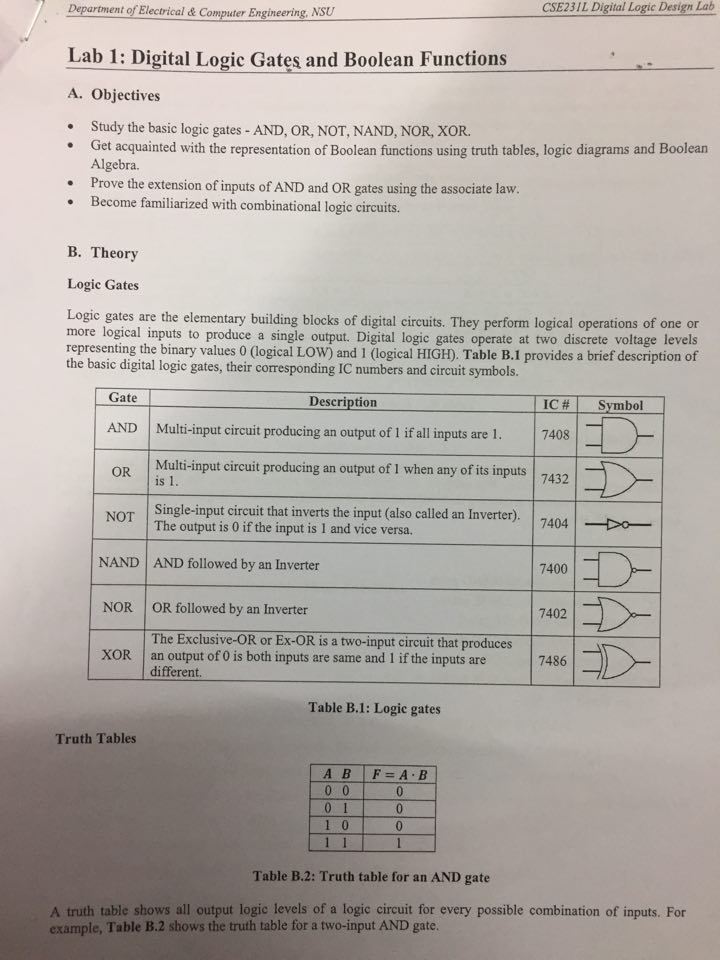 Department of Electrical & Computer Engineering, NSU
CSE231L Digital Logic Design Lab
Lab 1: Digital Logic Gates and Boolean Functions
A. Objectives
• Study the basic logic gates - AND, OR, NOT, NAND, NOR, XOR.
• Get acquainted with the representation of Boolean functions using truth tables, logic diagrams and Boolean
Algebra.
• Prove the extension of inputs of AND and OR gates using the associate law.
• Become familiarized with combinational logic circuits.
B. Theory
Logic Gates
Logic gates are the elementary building blocks of digital circuits. They perform logical operations of one or
more logical inputs to produce a single output. Digital logic gates operate at two discrete voltage levels
representing the binary values 0 (logical LOW) and 1 (logical HIGH). Table B.1 provides a brief description of
the basic digital logic gates, their corresponding IC numbers and circuit symbols.
Gate Description IC # Symbol
AND Multi-input circuit producing an output of 1 if all inputs are 1. 7408
OR Multi-input circuit producing an output of 1 when any of its inputs
is 1. 7432
NOT Single-input circuit that inverts the input (also called an Inverter).
The output is 0 if the input is 1 and vice versa. 7404
NAND AND followed by an Inverter 7400
NOR OR followed by an Inverter 7402
The Exclusive-OR or Ex-OR is a two-input circuit that produces
XOR an output of 0 is both inputs are same and 1 if the inputs are 7486
different.
Table B.1: Logic gates
Truth Tables
A B F = A · B
0 0 0
0 1 0
1 0 0
1 1 1
Table B.2: Truth table for an AND gate
A truth table shows all output logic levels of a logic circuit for every possible combination of inputs. For
example, Table B.2 shows the truth table for a two-input AND gate.